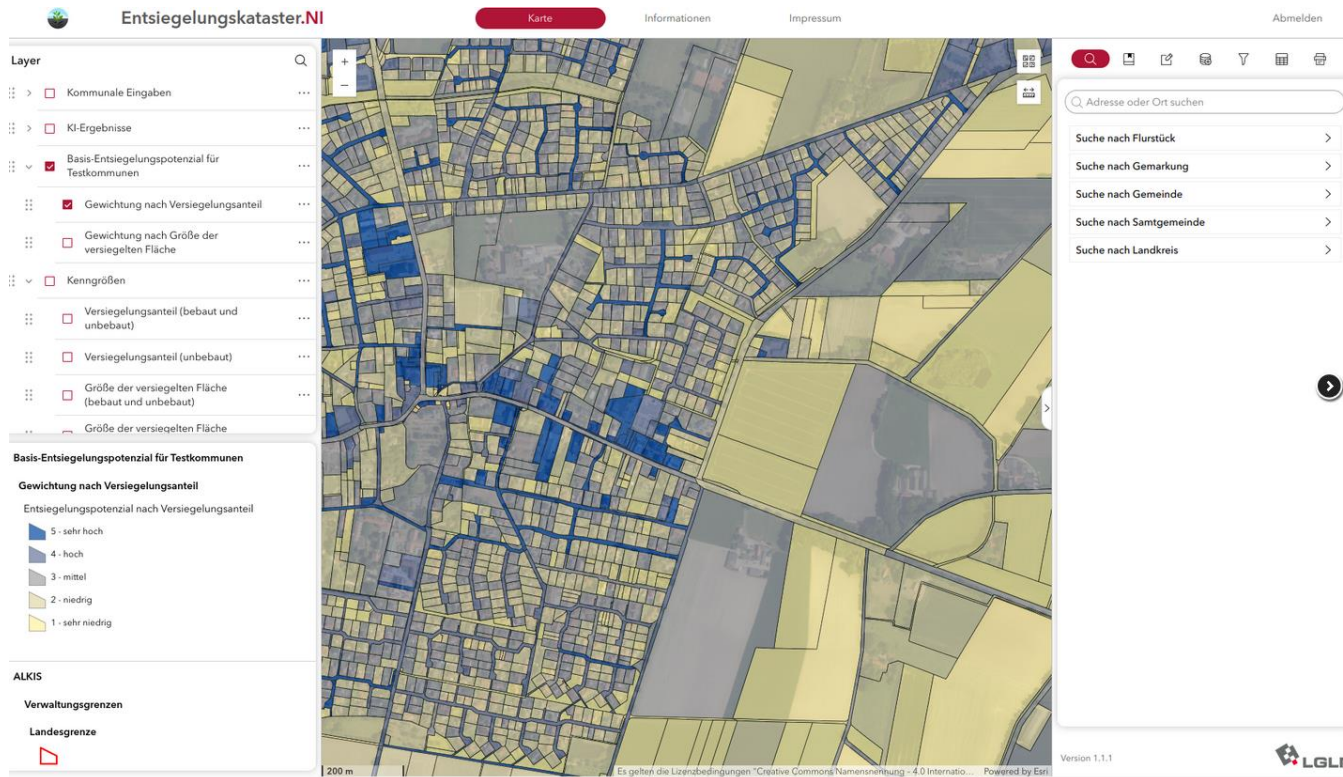 Entsiegelungskataster.NI
Karte
Informationen
Impressum
Abmelden
Layer
Kommunale Eingaben
KI-Ergebnisse
Basis-Entsiegelungspotenzial für
Testkommunen
Gewichtung nach Versiegelungsanteil
Gewichtung nach Größe der
versiegelten Fläche
Kenngrößen
Versiegelungsanteil (bebaut und
unbebaut)
Versiegelungsanteil (unbebaut)
Größe der versiegelten Fläche
(bebaut und unbebaut)
Größe der versiegelten Fläche
Basis-Entsiegelungspotenzial für Testkommunen
Gewichtung nach Versiegelungsanteil
Entsiegelungspotenzial nach Versiegelungsanteil
5 - sehr hoch
4 - hoch
3 - mittel
2 - niedrig
1 - sehr niedrig
ALKIS
Verwaltungsgrenzen
Landesgrenze
+
−
200 m
Es gelten die Lizenzbedingungen "Creative Commons Namensnennung - 4.0 Internatio...
Powered by Esri
Adresse oder Ort suchen
Suche nach Flurstück
Suche nach Gemarkung
Suche nach Gemeinde
Suche nach Samtgemeinde
Suche nach Landkreis
Version 1.1.1
LGLN